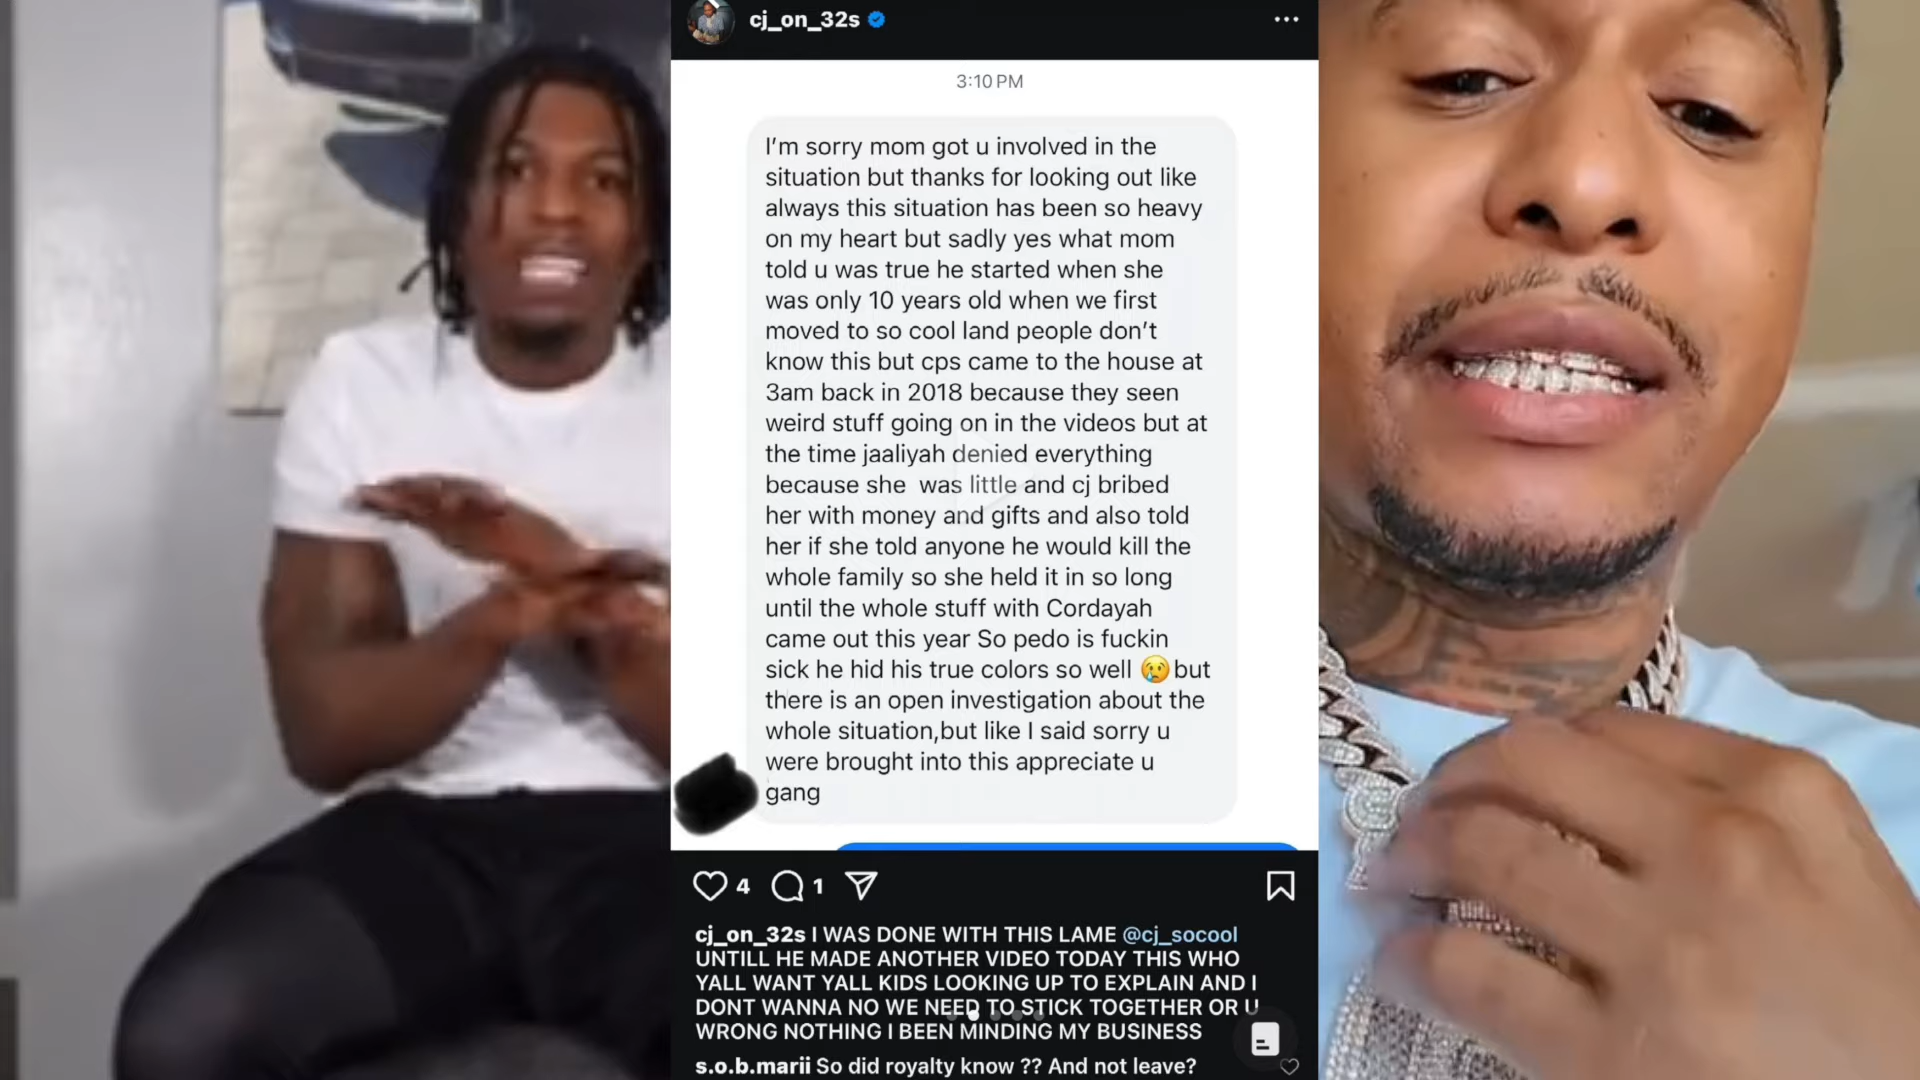 cj_on_32s
3:10 PM
I'm sorry mom got u involved in the
situation but thanks for looking out like
always this situation has been so heavy
on my heart but sadly yes what mom
told u was true he started when she
was only 10 years old when we first
moved to so cool land people don't
know this but cps came to the house at
3am back in 2018 because they seen
weird stuff going on in the videos but at
the time jaaliyah denied everything
because she was little and cj bribed
her with money and gifts and also told
her if she told anyone he would kill the
whole family so she held it in so long
until the whole stuff with Cordayah
came out this year So pedo is fuckin
sick he hid his true colors so well 😢 but
there is an open investigation about the
whole situation,but like I said sorry u
were brought into this appreciate u
gang
4 1
cj_on_32s I WAS DONE WITH THIS LAME @cj_socool
UNTILL HE MADE ANOTHER VIDEO TODAY THIS WHO
YALL WANT YALL KIDS LOOKING UP TO EXPLAIN AND I
DONT WANNA NO WE NEED TO STICK TOGETHER OR U
WRONG NOTHING I BEEN MINDING MY BUSINESS
s.o.b.marii So did royalty know ?? And not leave?